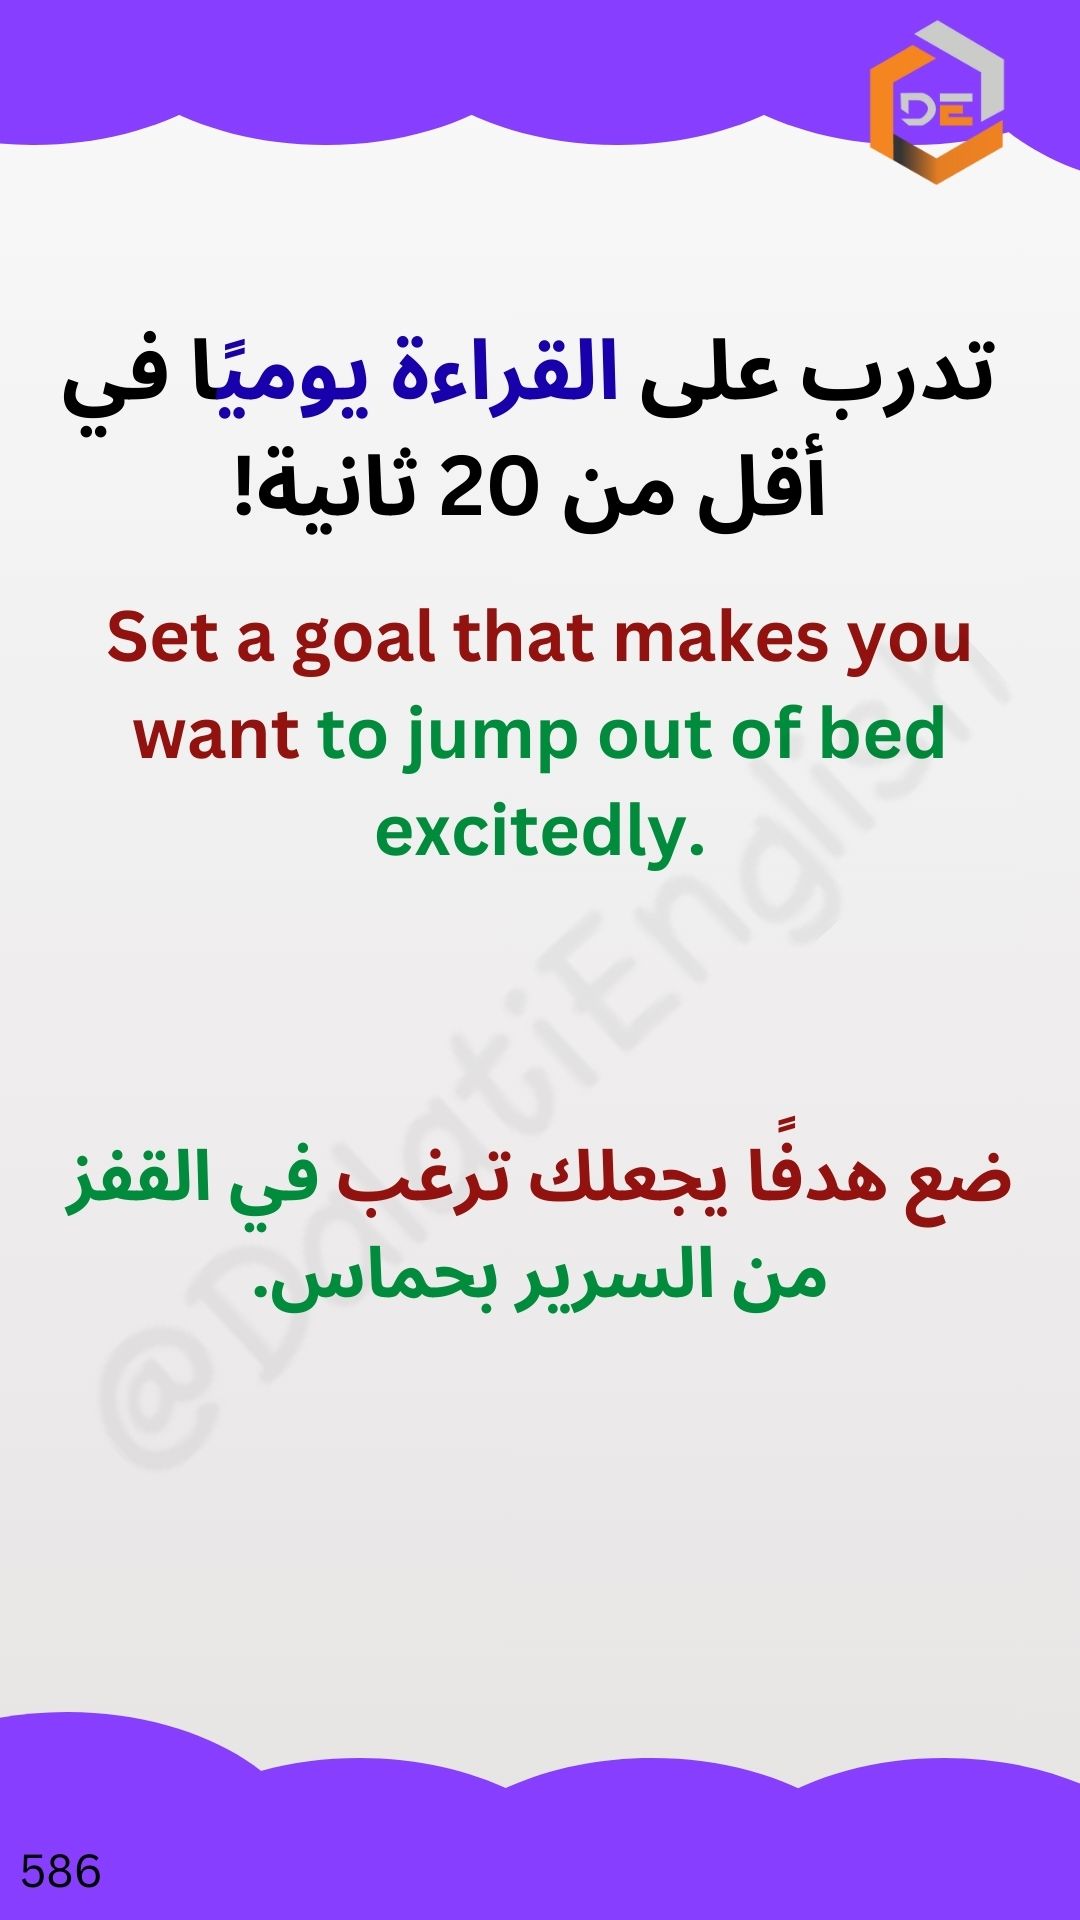 DE
تدرب على القراءة يوميًا في
أقل من 20 ثانية!
Set a goal that makes you
want to jump out of bed
excitedly.
ضع هدفًا يجعلك ترغب في القفز
من السرير بحماس.
@DalatiEnglish
586